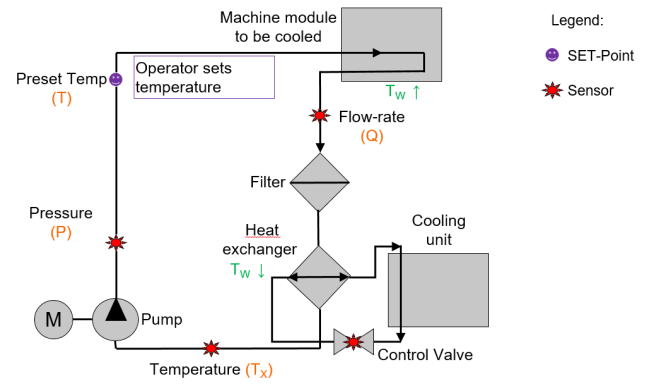 Machine module
to be cooled
Legend:
SET-Point
Sensor
Preset Temp
(T)
Operator sets
temperature
Tw ↑
Flow-rate
(Q)
Filter
Pressure
(P)
Heat
exchanger
Tw ↓
Cooling
unit
M
Pump
Control Valve
Temperature (Tx)